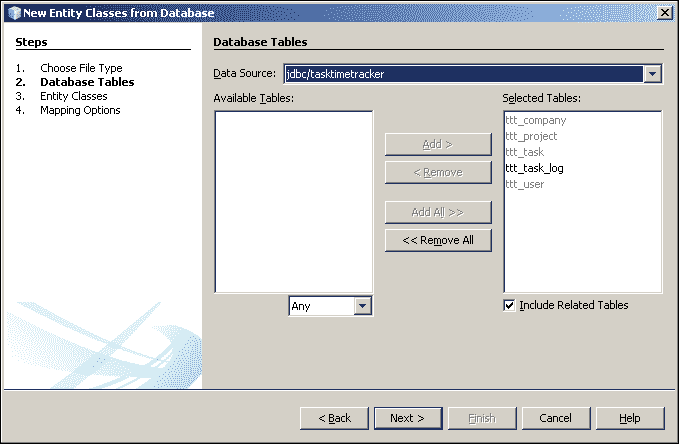 New Entity Classes from Database
Steps
1. Choose File Type
2. Database Tables
3. Entity Classes
4. Mapping Options
Database Tables
Data Source: jdbc/tasktimetracker
Available Tables:
Any
Add >
< Remove
Add All >>
<< Remove All
Selected Tables:
ttt_company
ttt_project
ttt_task
ttt_task_log
ttt_user
Include Related Tables
< Back Next > Finish Cancel Help